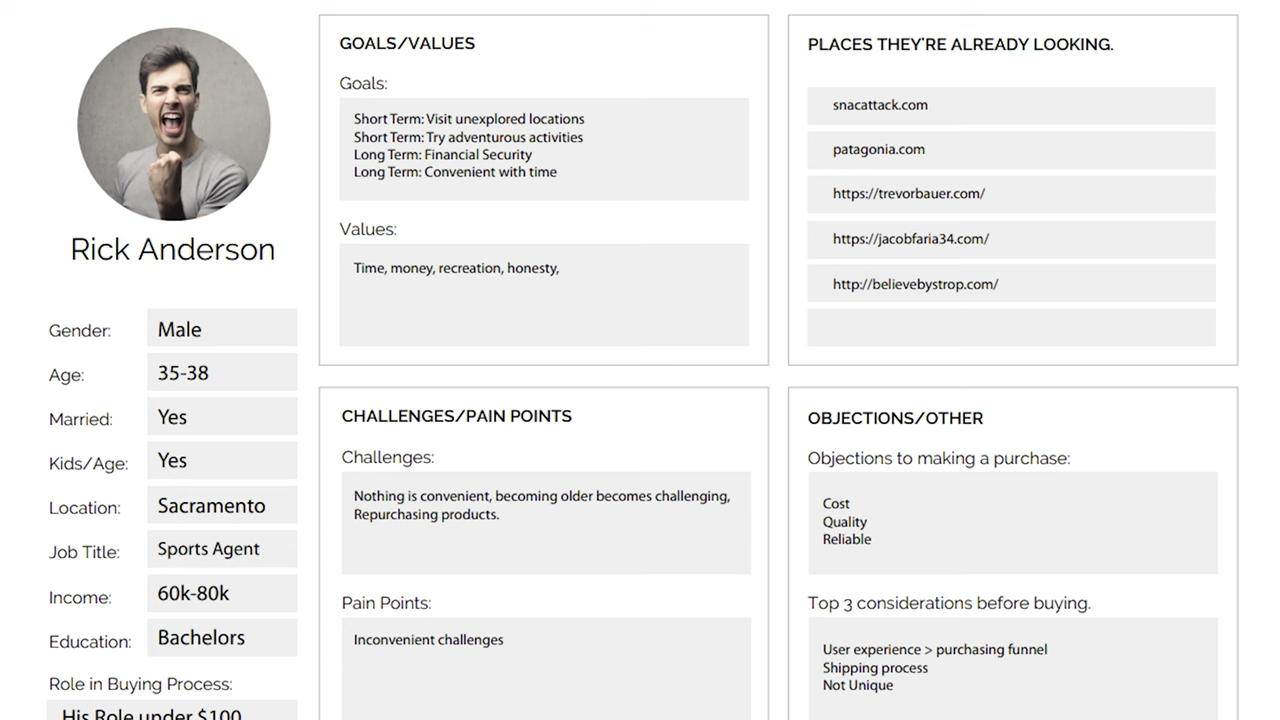 Rick Anderson
Gender: Male
Age: 35-38
Married: Yes
Kids/Age: Yes
Location: Sacramento
Job Title: Sports Agent
Income: 60k-80k
Education: Bachelors
Role in Buying Process:
His Role under $100
GOALS/VALUES
Goals:
Short Term: Visit unexplored locations
Short Term: Try adventurous activities
Long Term: Financial Security
Long Term: Convenient with time
Values:
Time, money, recreation, honesty,
PLACES THEY'RE ALREADY LOOKING.
snacattack.com
patagonia.com
https://trevorbauer.com/
https://jacobfaria34.com/
http://believebystrop.com/
CHALLENGES/PAIN POINTS
Challenges:
Nothing is convenient, becoming older becomes challenging,
Repurchasing products.
Pain Points:
Inconvenient challenges
OBJECTIONS/OTHER
Objections to making a purchase:
Cost
Quality
Reliable
Top 3 considerations before buying.
User experience > purchasing funnel
Shipping process
Not Unique